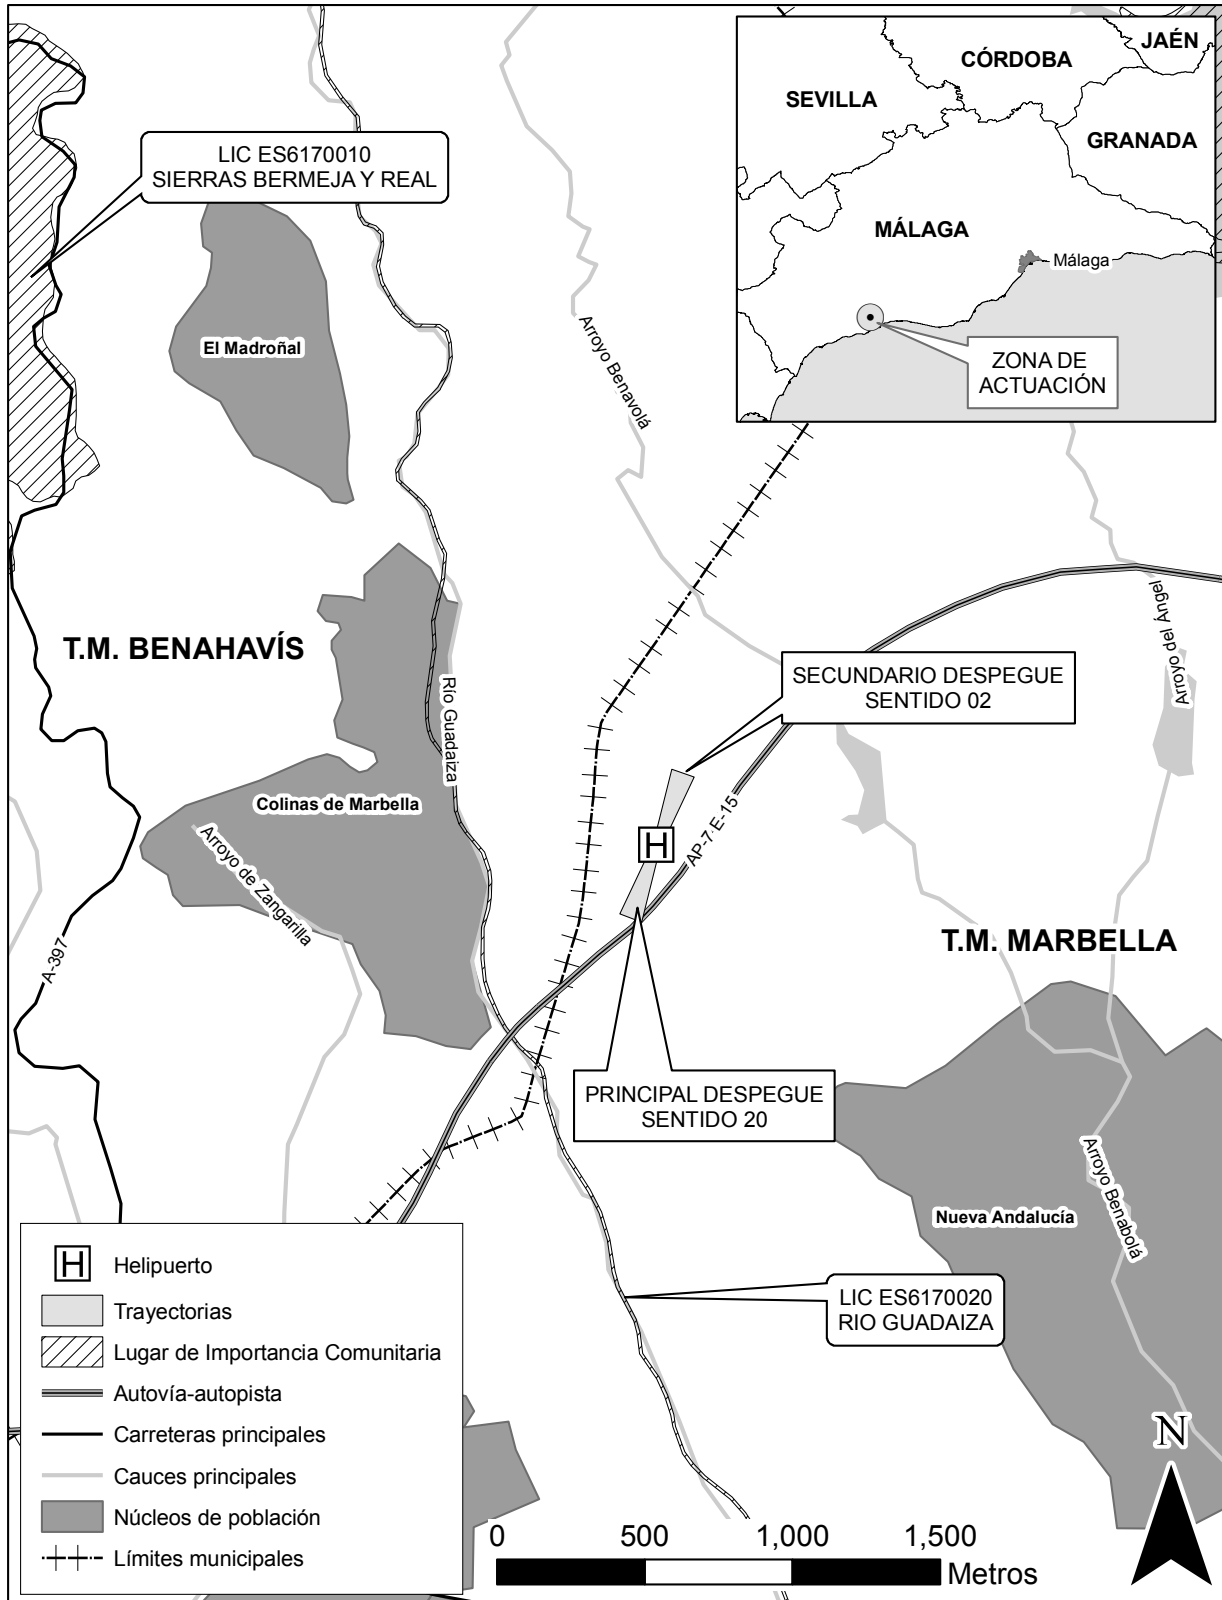 JAÉN
CÓRDOBA
SEVILLA
GRANADA
MÁLAGA
Málaga
ZONA DE
ACTUACIÓN
LIC ES6170010
SIERRAS BERMEJA Y REAL
El Madroñal
Arroyo Benavolá
T.M. BENAHAVÍS
Río Guadaiza
Arroyo del Ángel
SECUNDARIO DESPEGUE
SENTIDO 02
Colinas de Marbella
Arroyo de Zangarilla
H
AP-7 E-15
A-397
T.M. MARBELLA
PRINCIPAL DESPEGUE
SENTIDO 20
Arroyo Benabolá
Nueva Andalucía
LIC ES6170020
RIO GUADAIZA
H Helipuerto
Trayectorias
Lugar de Importancia Comunitaria
Autovía-autopista
Carreteras principales
Cauces principales
Núcleos de población
Límites municipales
N
0 500 1,000 1,500
Metros